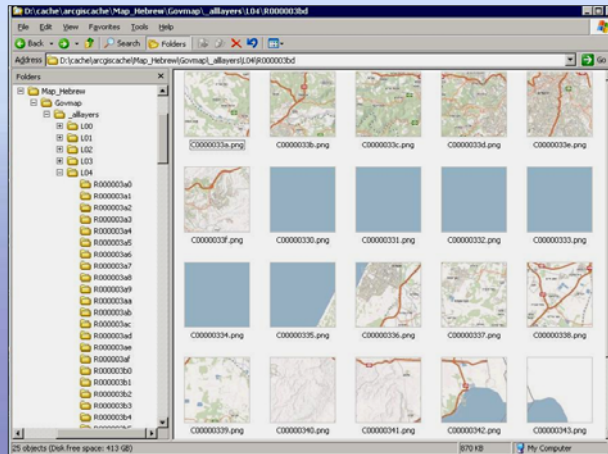 D:\cache\arcgiscache\Map_Hebrew\Govmap\_alllayers\L04\R000003bd
File Edit View Favorites Tools Help
Back Search Folders
Address D:\cache\arcgiscache\Map_Hebrew\Govmap\_alllayers\L04\R000003bd Go
Folders
Map_Hebrew
Govmap
_alllayers
L00
L01
L02
L03
L04
R000003a0
R000003a1
R000003a2
R000003a3
R000003a4
R000003a5
R000003a6
R000003a7
R000003a8
R000003a9
R000003aa
R000003ab
R000003ac
R000003ad
R000003ae
R000003af
R000003b0
R000003b1
R000003b2
R000003b3
R000003b4
C0000033a.png C0000033b.png C0000033c.png C0000033d.png C0000033e.png
C0000033f.png C00000330.png C00000331.png C00000332.png C00000333.png
C00000334.png C00000335.png C00000336.png C00000337.png C00000338.png
C00000339.png C00000340.png C00000341.png C00000342.png C00000343.png
25 objects (Disk free space: 413 GB) 870 KB My Computer